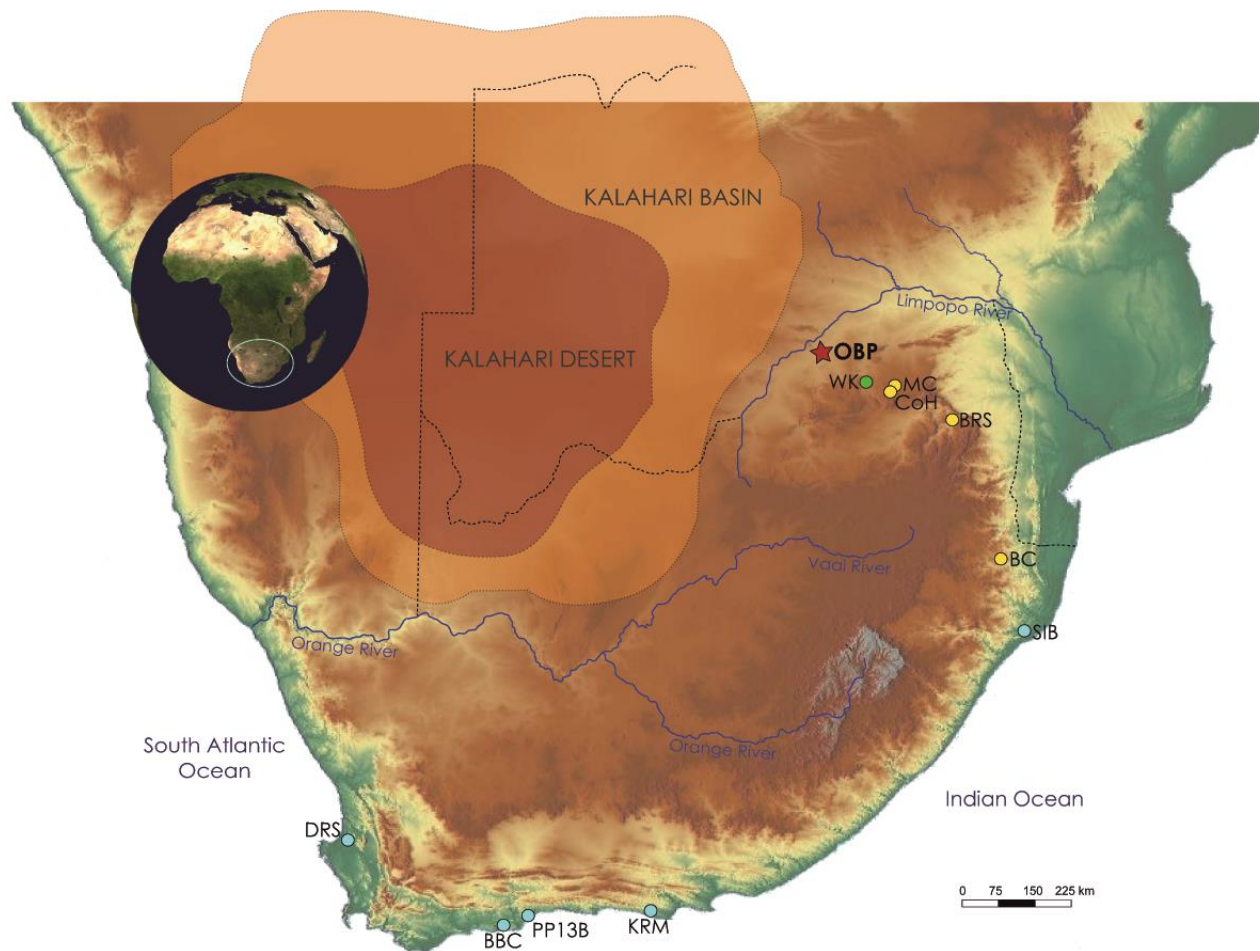 KALAHARI BASIN
KALAHARI DESERT
Limpopo River
OBP
WK
MC
CoH
BRS
BC
Vaal River
SIB
Orange River
Orange River
South Atlantic
Ocean
Indian Ocean
DRS
0 75 150 225 km
BBC
PP13B
KRM